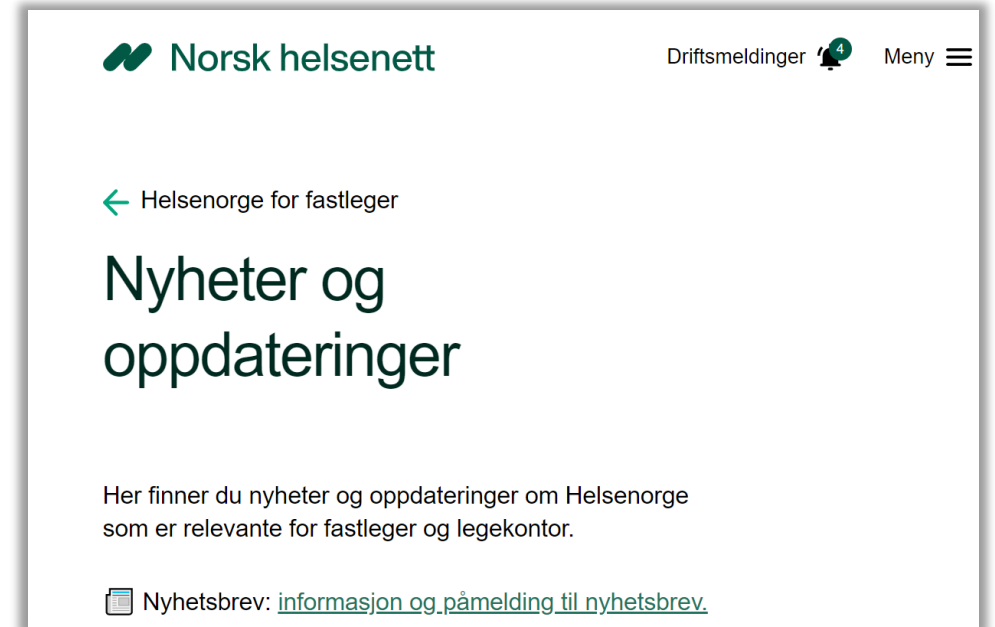 Norsk helsenett
Driftsmeldinger 4
Meny
Helsenorge for fastleger
Nyheter og
oppdateringer
Her finner du nyheter og oppdateringer om Helsenorge
som er relevante for fastleger og legekontor.
Nyhetsbrev: informasjon og påmelding til nyhetsbrev.